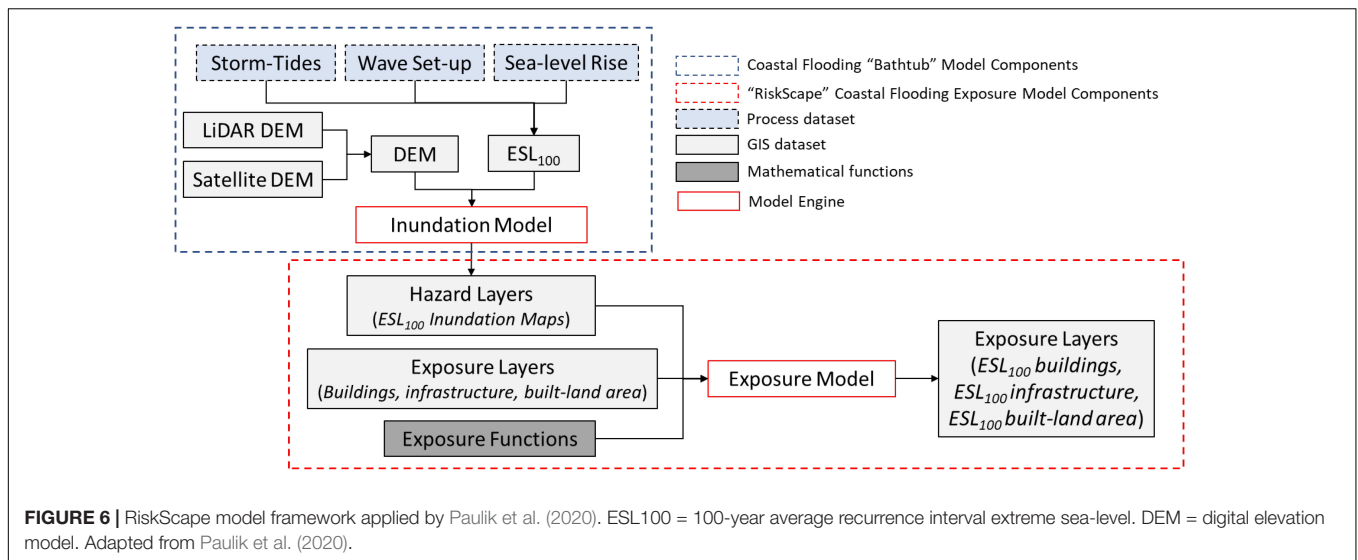 Storm-Tides
Wave Set-up
Sea-level Rise
LiDAR DEM
Satellite DEM
DEM
ESL100
Inundation Model
Coastal Flooding “Bathtub” Model Components
“RiskScape” Coastal Flooding Exposure Model Components
Process dataset
GIS dataset
Mathematical functions
Model Engine
Hazard Layers
(ESL100 Inundation Maps)
Exposure Layers
(Buildings, infrastructure, built-land area)
Exposure Functions
Exposure Model
Exposure Layers
(ESL100 buildings,
ESL100 infrastructure,
ESL100 built-land area)
FIGURE 6 | RiskScape model framework applied by Paulik et al. (2020). ESL100 = 100-year average recurrence interval extreme sea-level. DEM = digital elevation
model. Adapted from Paulik et al. (2020).